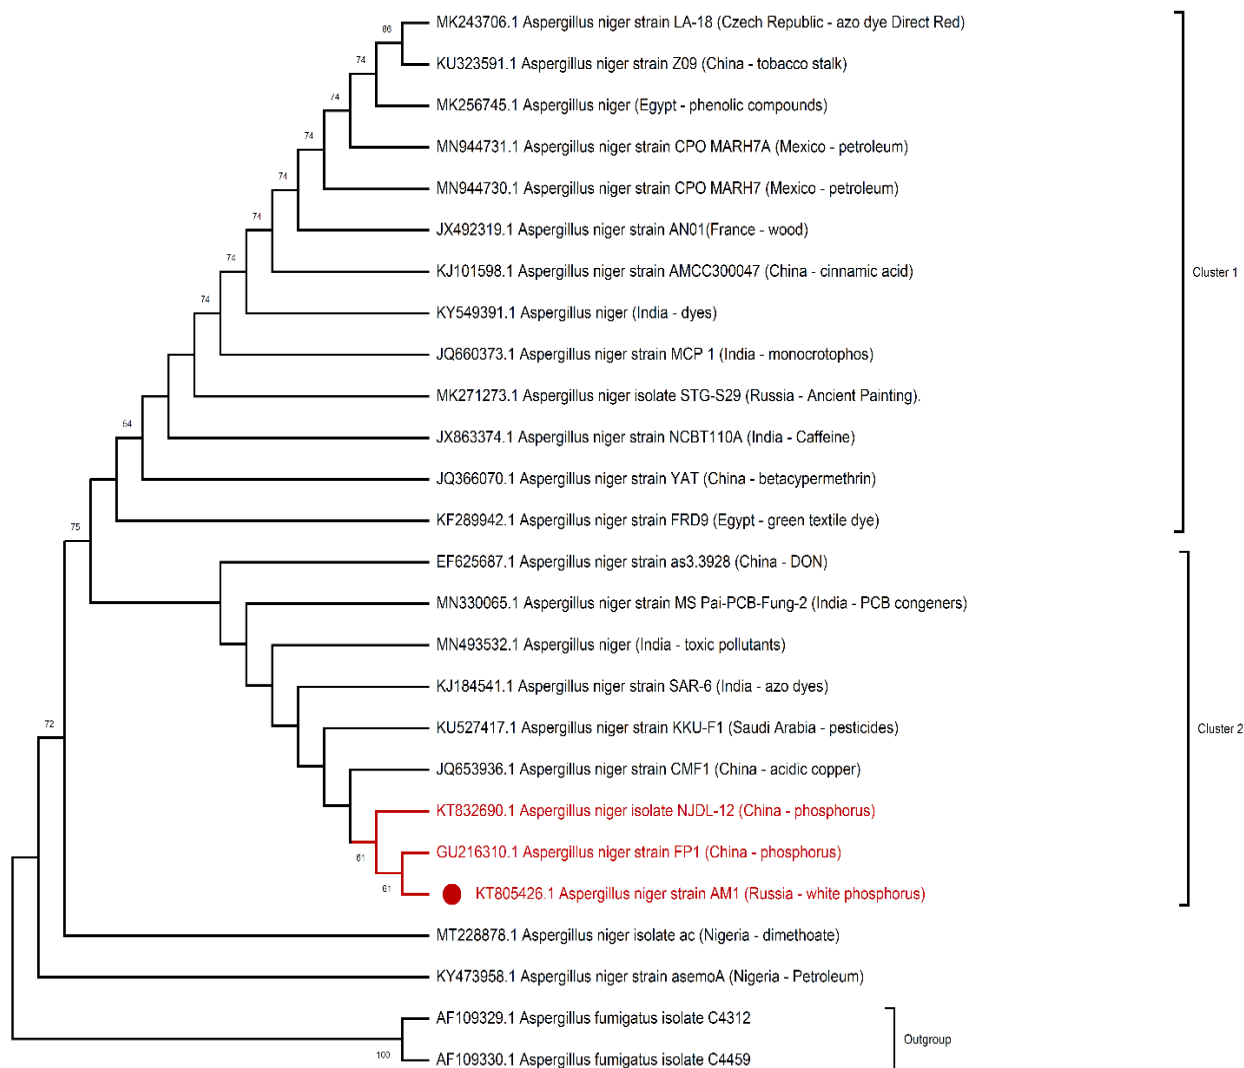 86
MK243706.1 Aspergillus niger strain LA-18 (Czech Republic - azo dye Direct Red)
KU323591.1 Aspergillus niger strain Z09 (China - tobacco stalk)
74
MK256745.1 Aspergillus niger (Egypt - phenolic compounds)
74
MN944731.1 Aspergillus niger strain CPO MARH7A (Mexico - petroleum)
74
MN944730.1 Aspergillus niger strain CPO MARH7 (Mexico - petroleum)
74
JX492319.1 Aspergillus niger strain AN01(France - wood)
74
KJ101598.1 Aspergillus niger strain AMCC300047 (China - cinnamic acid)
Cluster 1
74
KY549391.1 Aspergillus niger (India - dyes)
74
JQ660373.1 Aspergillus niger strain MCP 1 (India - monocrotophos)
MK271273.1 Aspergillus niger isolate STG-S29 (Russia - Ancient Painting).
54
JX863374.1 Aspergillus niger strain NCBT110A (India - Caffeine)
JQ366070.1 Aspergillus niger strain YAT (China - betacypermethrin)
KF289942.1 Aspergillus niger strain FRD9 (Egypt - green textile dye)
75
EF625687.1 Aspergillus niger strain as3.3928 (China - DON)
MN330065.1 Aspergillus niger strain MS Pai-PCB-Fung-2 (India - PCB congeners)
MN493532.1 Aspergillus niger (India - toxic pollutants)
KJ184541.1 Aspergillus niger strain SAR-6 (India - azo dyes)
72
KU527417.1 Aspergillus niger strain KKU-F1 (Saudi Arabia - pesticides)
Cluster 2
JQ653936.1 Aspergillus niger strain CMF1 (China - acidic copper)
KT832690.1 Aspergillus niger isolate NJDL-12 (China - phosphorus)
61
GU216310.1 Aspergillus niger strain FP1 (China - phosphorus)
61
KT805426.1 Aspergillus niger strain AM1 (Russia - white phosphorus)
MT228878.1 Aspergillus niger isolate ac (Nigeria - dimethoate)
KY473958.1 Aspergillus niger strain asemoA (Nigeria - Petroleum)
AF109329.1 Aspergillus fumigatus isolate C4312
Outgroup
100
AF109330.1 Aspergillus fumigatus isolate C4459